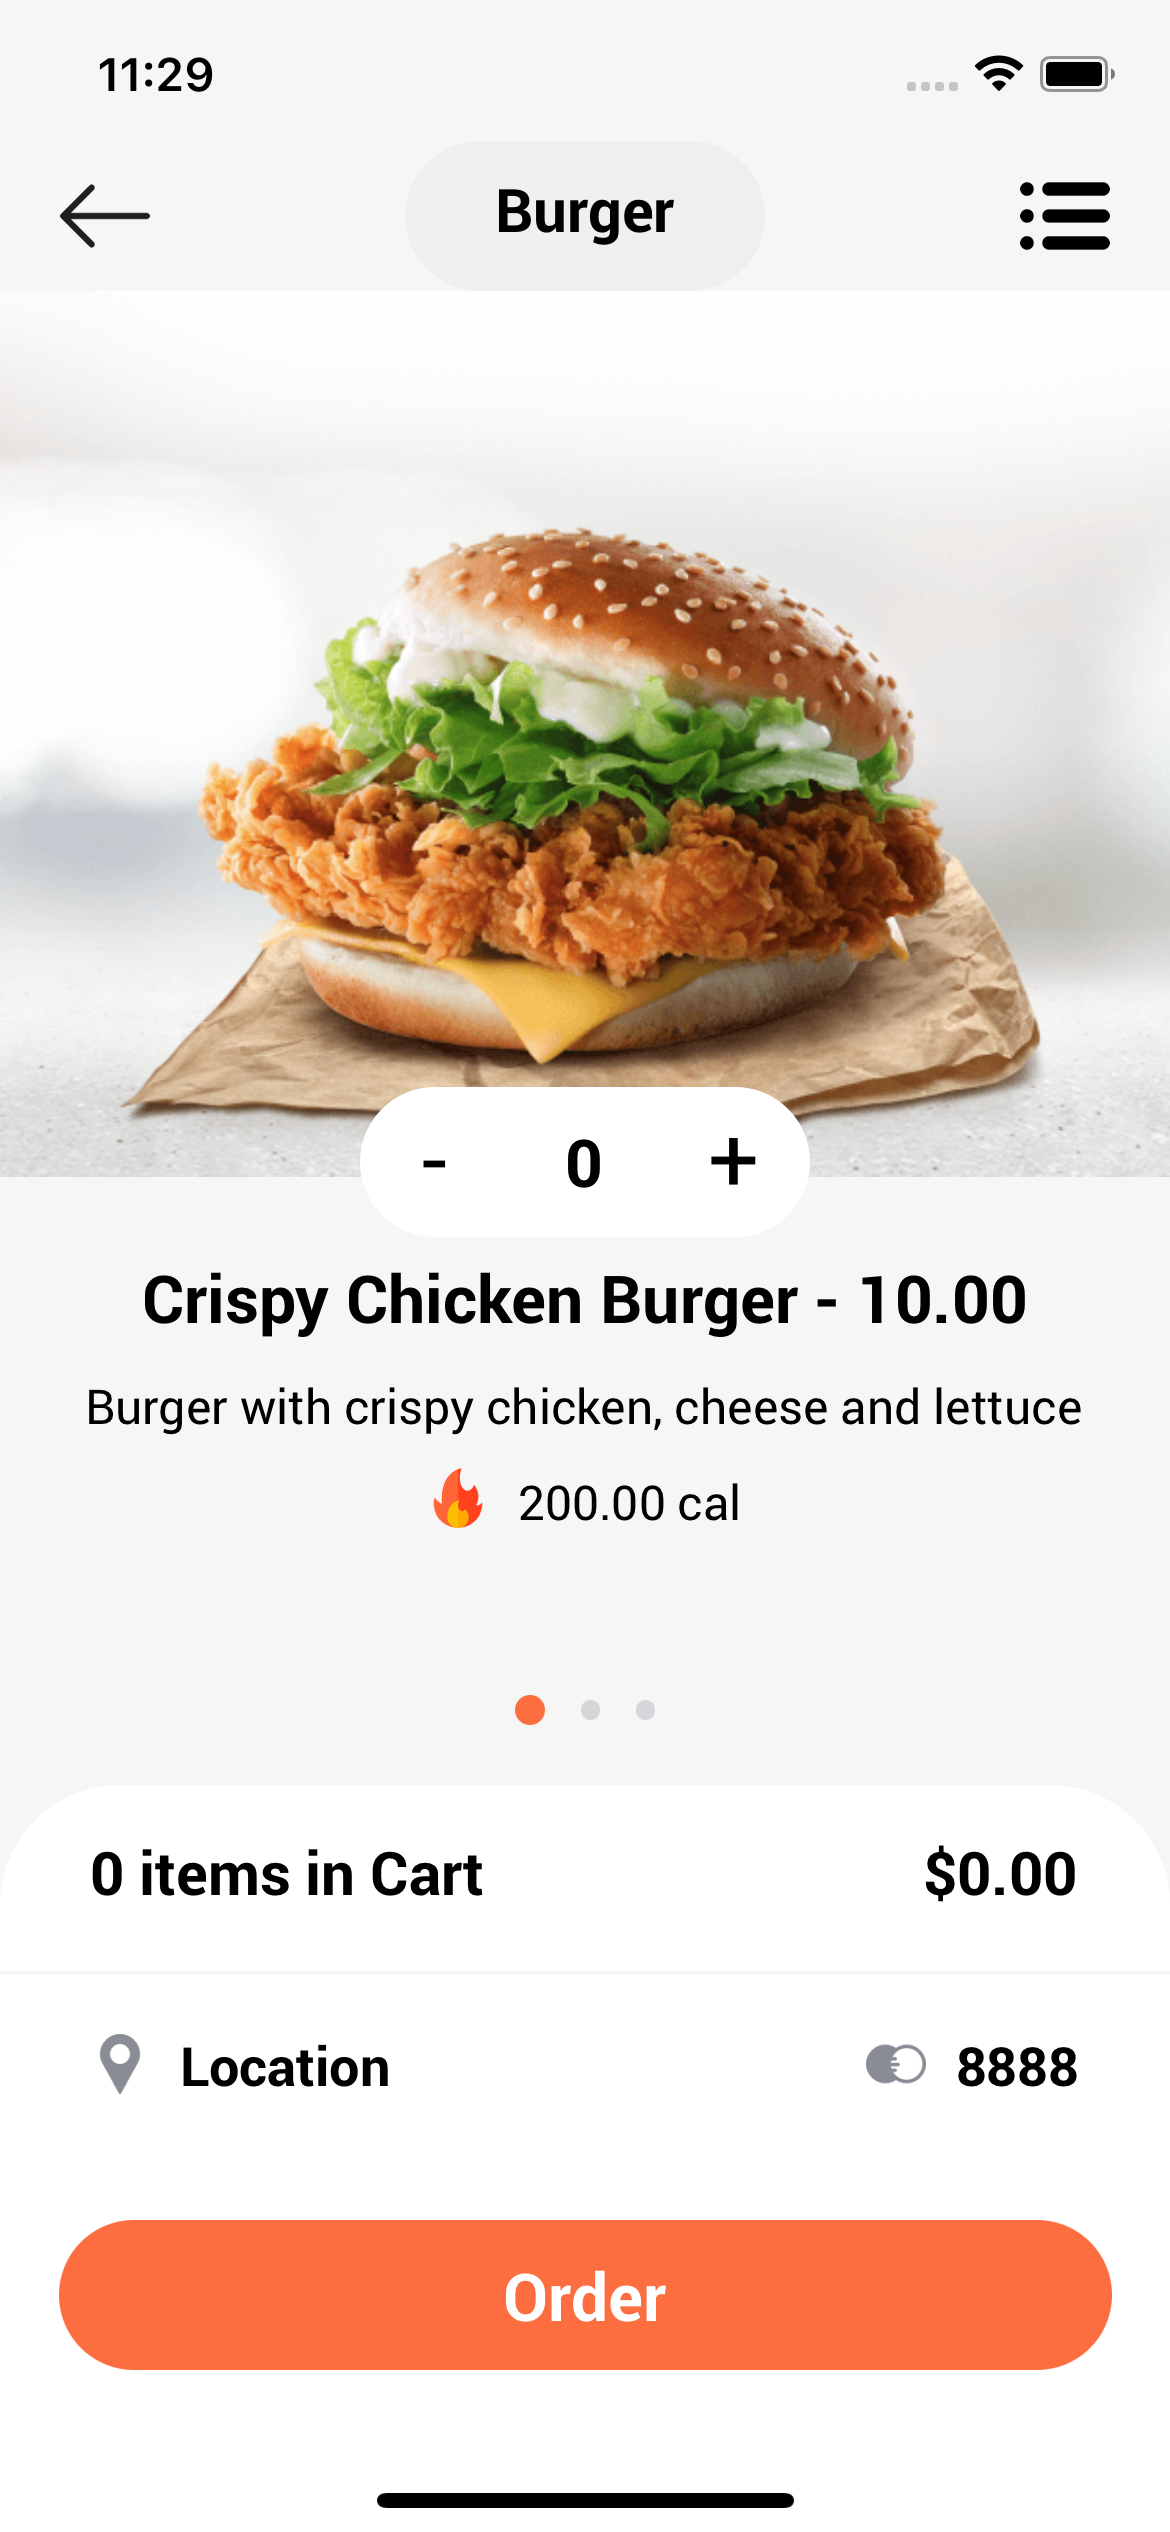 11:29
Burger
- 0 +
Crispy Chicken Burger - 10.00
Burger with crispy chicken, cheese and lettuce
200.00 cal
0 items in Cart $0.00
Location 8888
Order